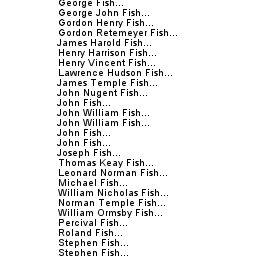 George Fish...
George John Fish...
Gordon Henry Fish...
Gordon Retemeyer Fish...
James Harold Fish...
Henry Harrison Fish...
Henry Vincent Fish...
Lawrence Hudson Fish...
James Temple Fish...
John Nugent Fish...
John Fish...
John William Fish...
John William Fish...
John Fish...
John Fish...
Joseph Fish...
Thomas Keay Fish...
Leonard Norman Fish...
Michael Fish...
William Nicholas Fish...
Norman Temple Fish...
William Ormsby Fish...
Percival Fish...
Roland Fish...
Stephen Fish...
Stephen Fish...